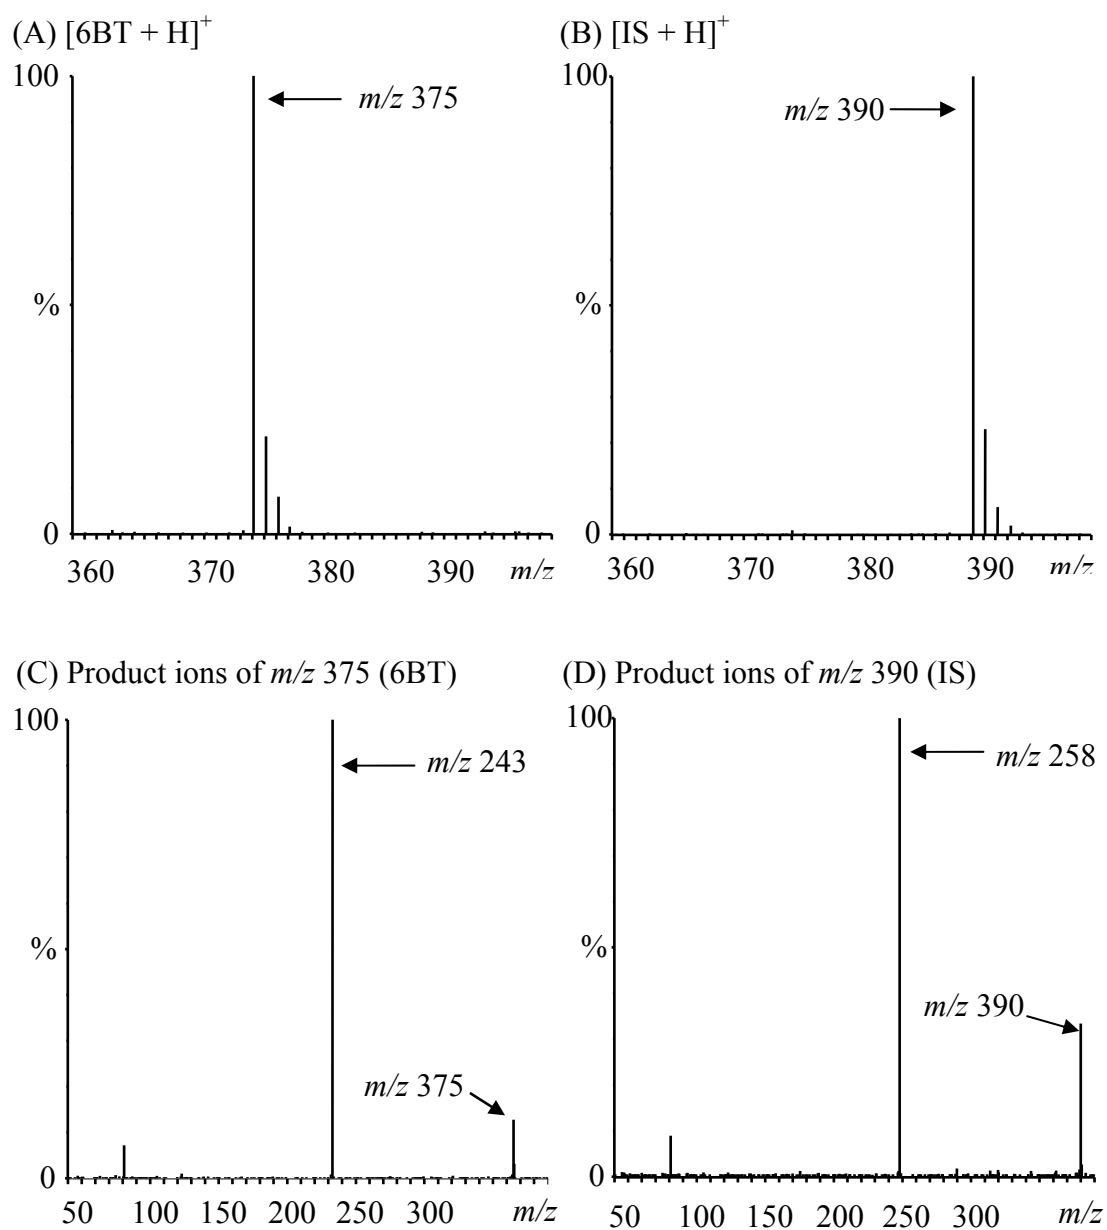 (A) [6BT + H]+
100
m/z 375
%
0
360 370 380 390 m/z
(B) [IS + H]+
100
m/z 390
%
0
360 370 380 390 m/z
(C) Product ions of m/z 375 (6BT)
100
m/z 243
%
m/z 375
0
50 100 150 200 250 300 m/z
(D) Product ions of m/z 390 (IS)
100
m/z 258
%
m/z 390
0
50 100 150 200 250 300 m/z